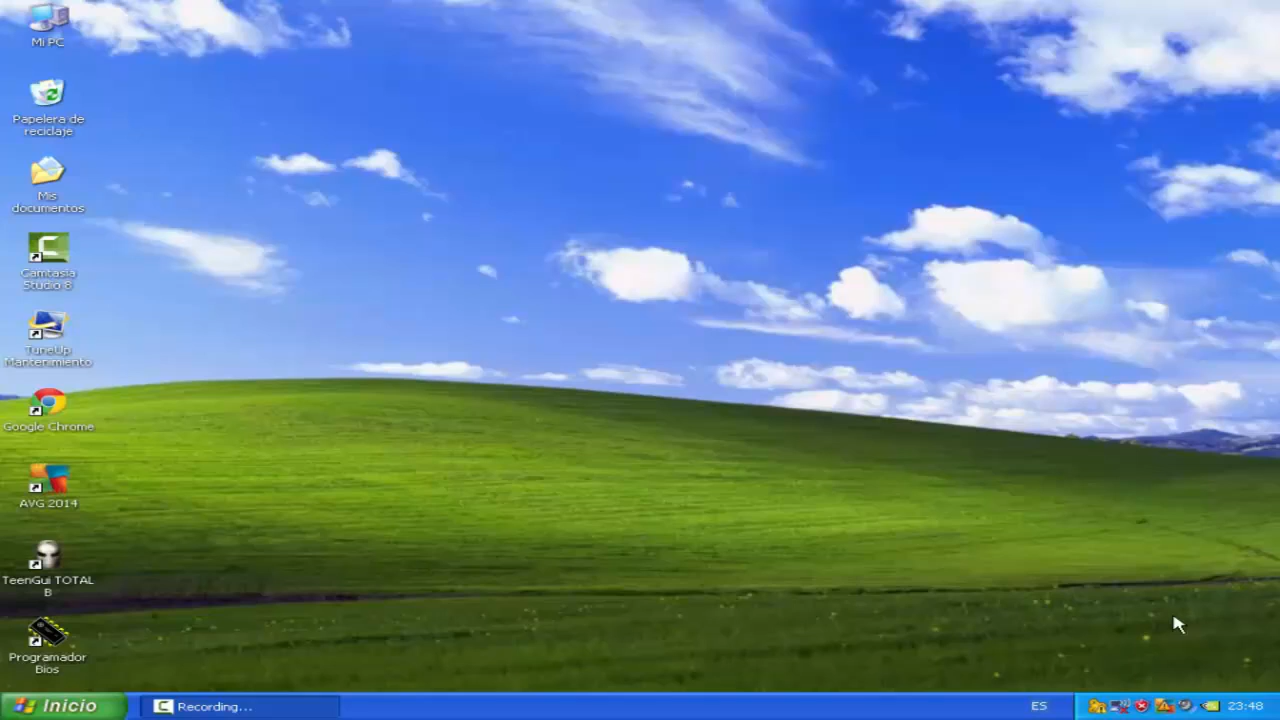 Mi PC
Papelera de
reciclaje
Mis
documentos
Camtasia
Studio 8
TuneUp
Mantenimiento
Google Chrome
AVG 2014
TeenGui TOTAL
B
Programador
Bios
Inicio
Recording...
ES
23:48